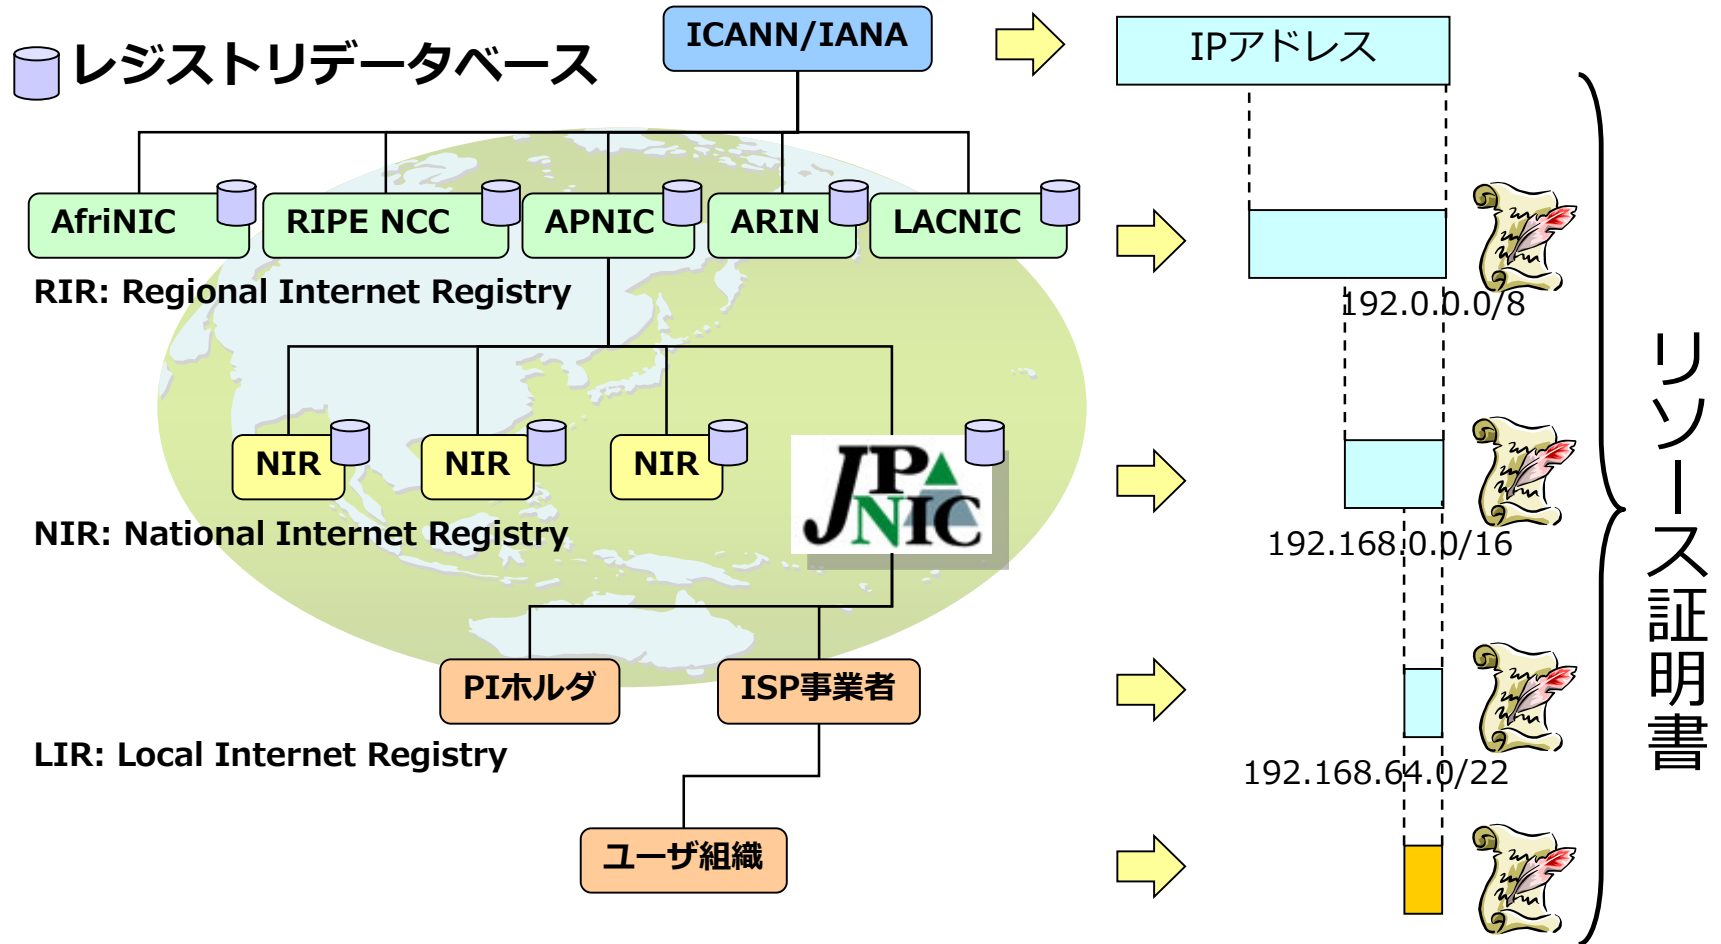 ICANN/IANA
IPアドレス
レジストリデータベース
AfriNIC
RIPE NCC
APNIC
ARIN
LACNIC
RIR: Regional Internet Registry
192.0.0.0/8
NIR
NIR
NIR
JPNIC
NIR: National Internet Registry
192.168.0.0/16
リソース証明書
PIホルダ
ISP事業者
LIR: Local Internet Registry
192.168.64.0/22
ユーザ組織